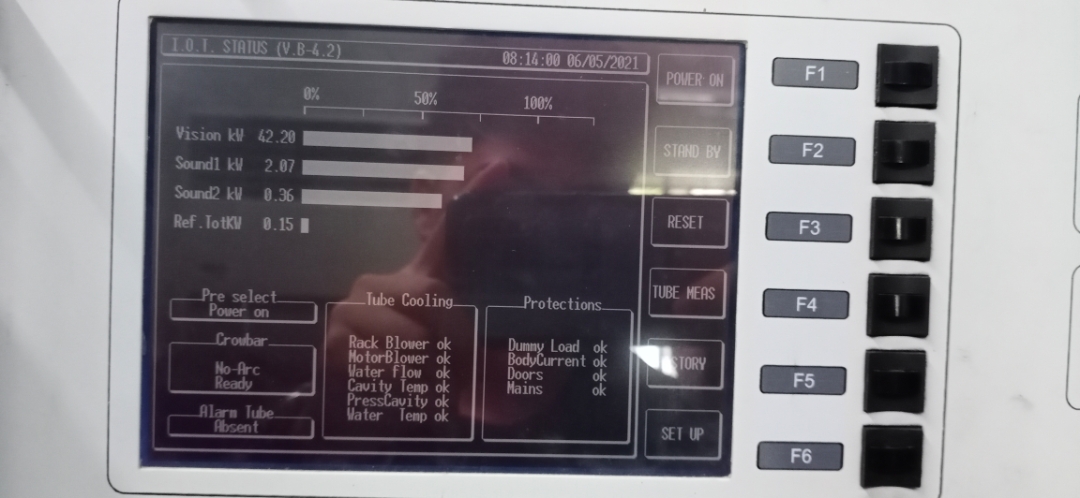 I.O.T. STATUS (V.B-4.2)
08:14:00 06/05/2021
0% 50% 100%
Vision kW 42.20
Sound1 kW 2.07
Sound2 kW 0.36
Ref.TotKW 0.15
Pre select
Power on
Crowbar
No-Arc
Ready
Alarm Tube
Absent
Tube Cooling
Rack Blower ok
MotorBlower ok
Water flow ok
Cavity Temp ok
PressCavity ok
Water Temp ok
Protections
Dummy Load ok
BodyCurrent ok
Doors ok
Mains ok
POWER ON
STAND BY
RESET
TUBE MEAS
STORY
SET UP
F1
F2
F3
F4
F5
F6